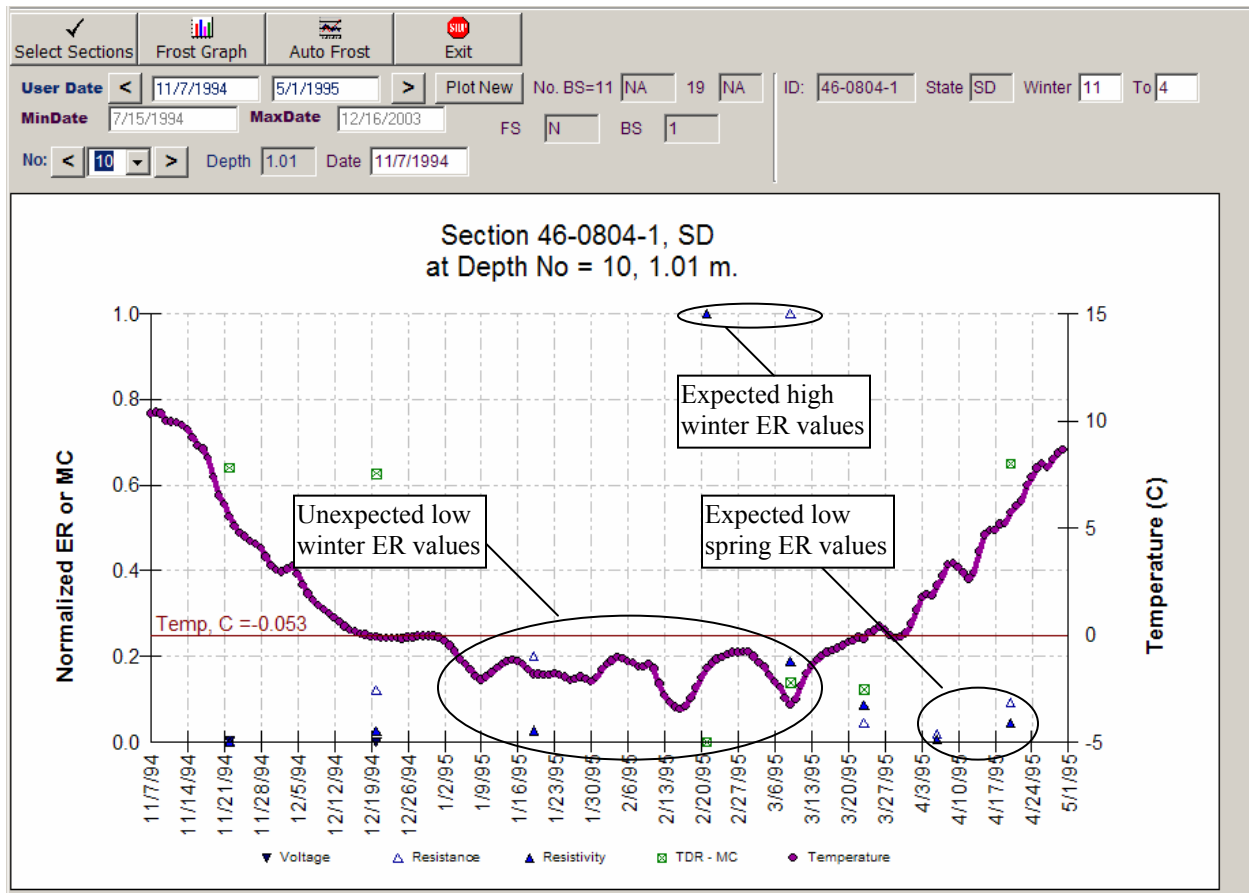 Select Sections Frost Graph Auto Frost STOP Exit
User Date < 11/7/1994 5/1/1995 > Plot New No. BS=11 NA 19 NA ID: 46-0804-1 State SD Winter 11 To 4
MinDate 7/15/1994 MaxDate 12/16/2003 FS N BS 1
No: < 10 > Depth 1.01 Date 11/7/1994
Section 46-0804-1, SD
at Depth No = 10, 1.01 m.
1.0
0.8
0.6
0.4
0.2
0.0
Normalized ER or MC
15
10
5
0
-5
Temperature (C)
Expected high
winter ER values
Unexpected low
winter ER values
Expected low
spring ER values
Temp, C =-0.053
11/7/94
11/14/94
11/21/94
11/28/94
12/5/94
12/12/94
12/19/94
12/26/94
1/2/95
1/9/95
1/16/95
1/23/95
1/30/95
2/6/95
2/13/95
2/20/95
2/27/95
3/6/95
3/13/95
3/20/95
3/27/95
4/3/95
4/10/95
4/17/95
4/24/95
5/1/95
Voltage Resistance Resistivity TDR - MC Temperature